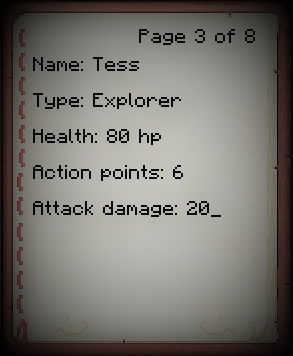 Page 3 of 8
Name: Tess
Type: Explorer
Health: 80 hp
Action points: 6
Attack damage: 20_